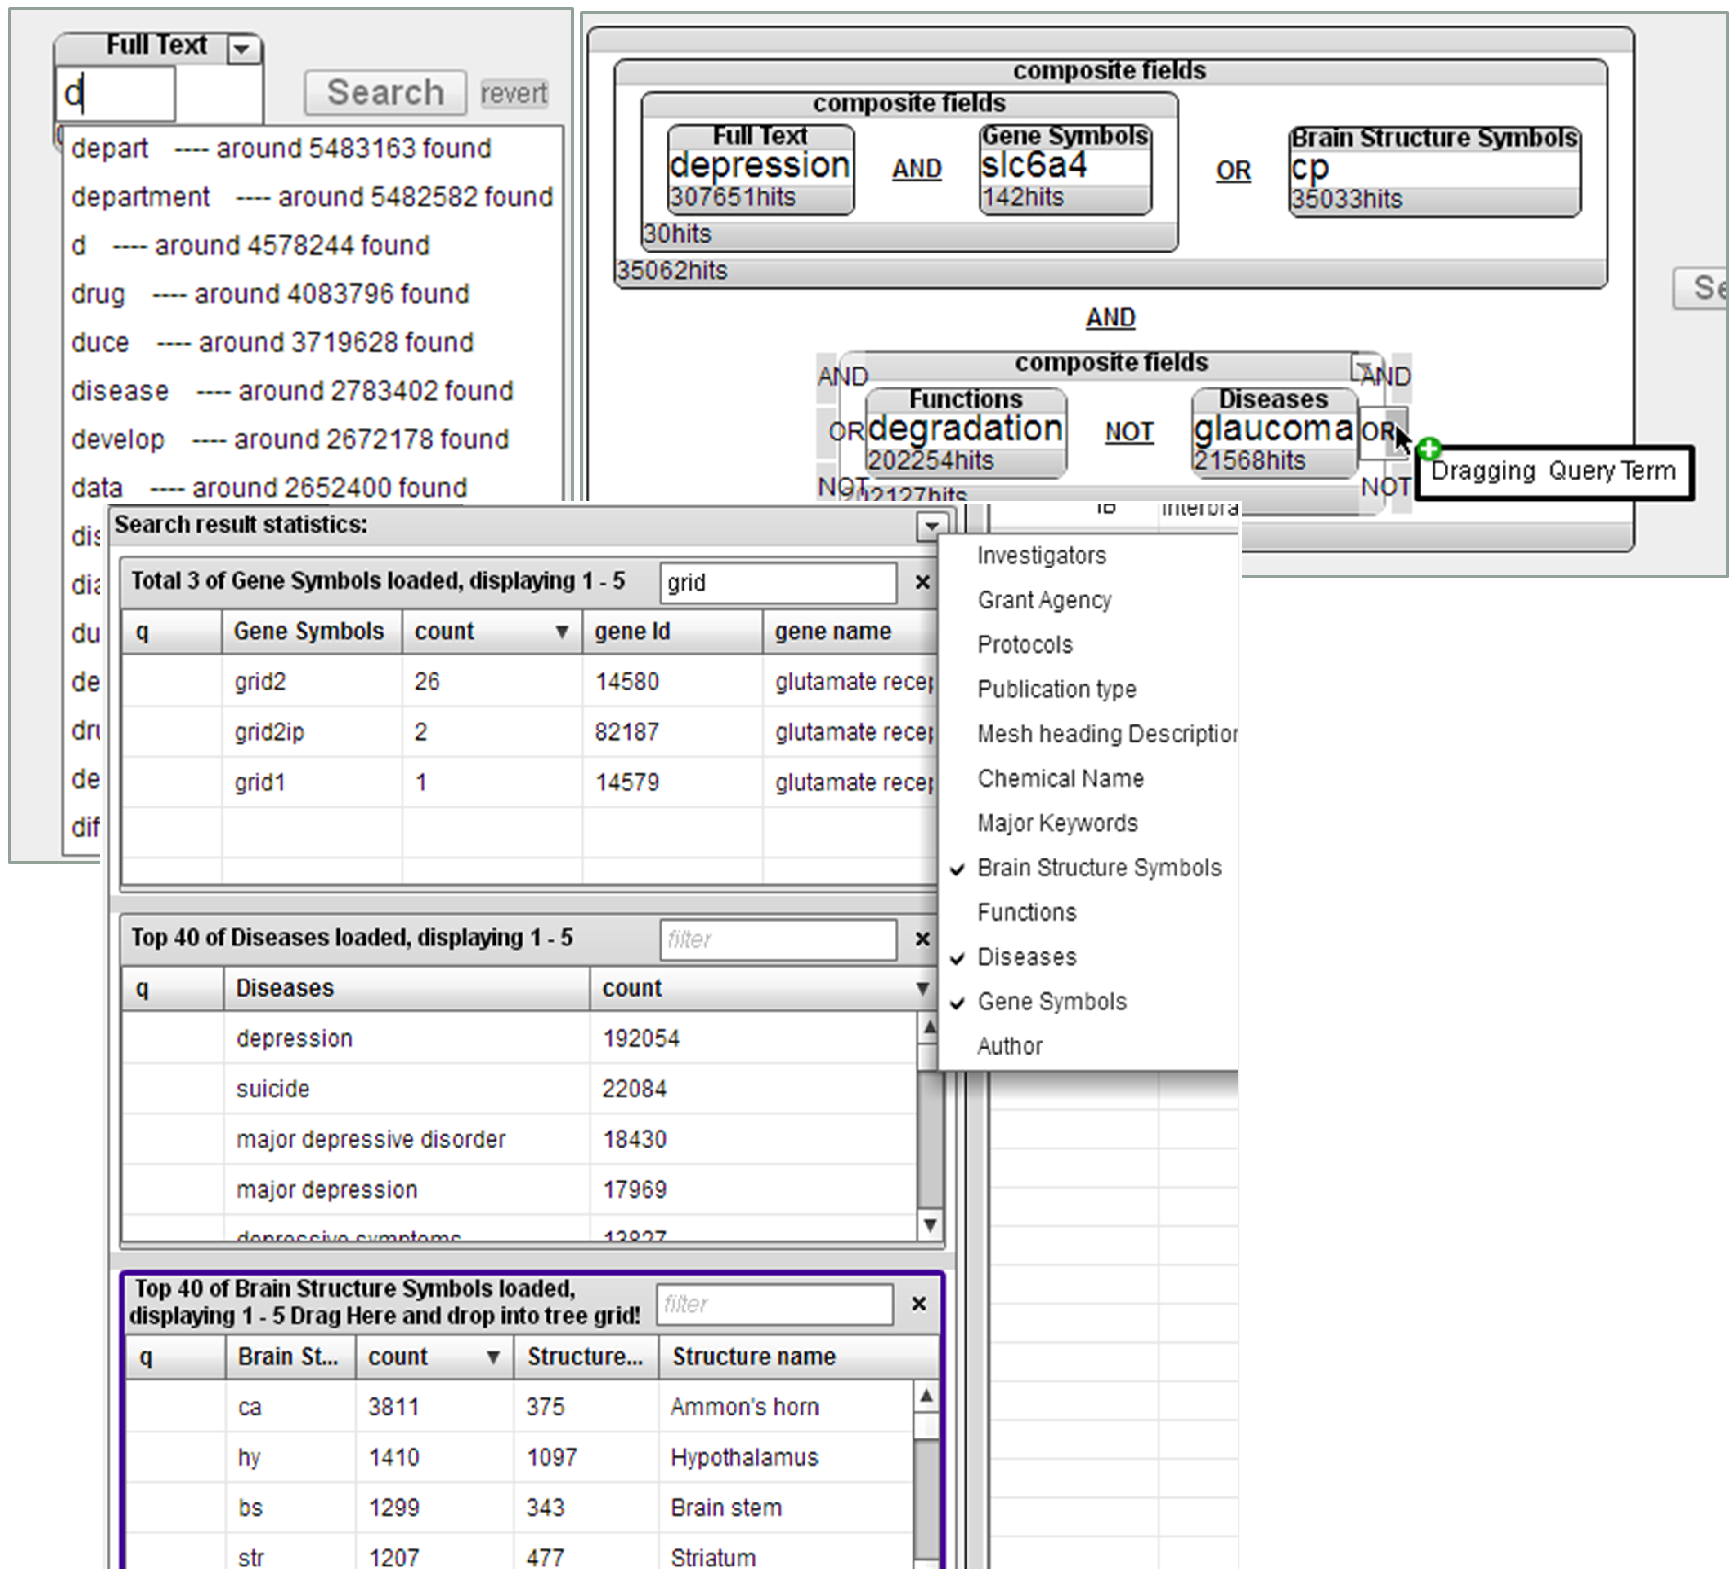 Full Text
d
Search
revert
depart ---- around 5483163 found
department ---- around 5482582 found
d ---- around 4578244 found
drug ---- around 4083796 found
duce ---- around 3719628 found
disease ---- around 2783402 found
develop ---- around 2672178 found
data ---- around 2652400 found
dis
dia
du
de
dru
de
dif
composite fields
composite fields
Full Text
depression
307651hits
AND
Gene Symbols
slc6a4
142hits
30hits
OR
Brain Structure Symbols
cp
35033hits
35062hits
Se
AND
composite fields
AND
OR
NOT
Functions
degradation
202254hits
NOT
Diseases
glaucoma
21568hits
202127hits
AND
OR
NOT
Dragging Query Term
Search result statistics:
Total 3 of Gene Symbols loaded, displaying 1 - 5 grid
q Gene Symbols count gene Id gene name
grid2 26 14580 glutamate recep
grid2ip 2 82187 glutamate recep
grid1 1 14579 glutamate recep
Top 40 of Diseases loaded, displaying 1 - 5 filter
q Diseases count
depression 192054
suicide 22084
major depressive disorder 18430
major depression 17969
depressive symptoms 13827
Top 40 of Brain Structure Symbols loaded,
displaying 1 - 5 Drag Here and drop into tree grid!
filter
q Brain St... count Structure... Structure name
ca 3811 375 Ammon's horn
hy 1410 1097 Hypothalamus
bs 1299 343 Brain stem
str 1207 477 Striatum
IB Interbra
Investigators
Grant Agency
Protocols
Publication type
Mesh heading Description
Chemical Name
Major Keywords
Brain Structure Symbols
Functions
Diseases
Gene Symbols
Author